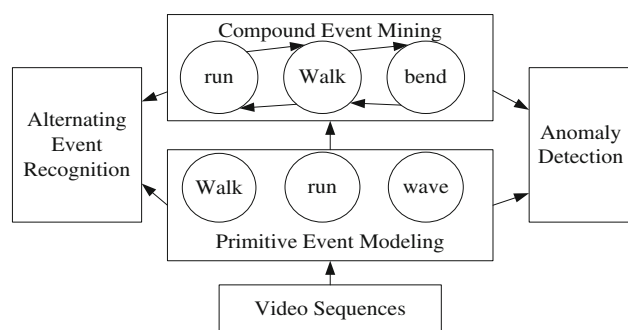 Compound Event Mining
run
Walk
bend
Alternating
Event
Recognition
Anomaly
Detection
Walk
run
wave
Primitive Event Modeling
Video Sequences